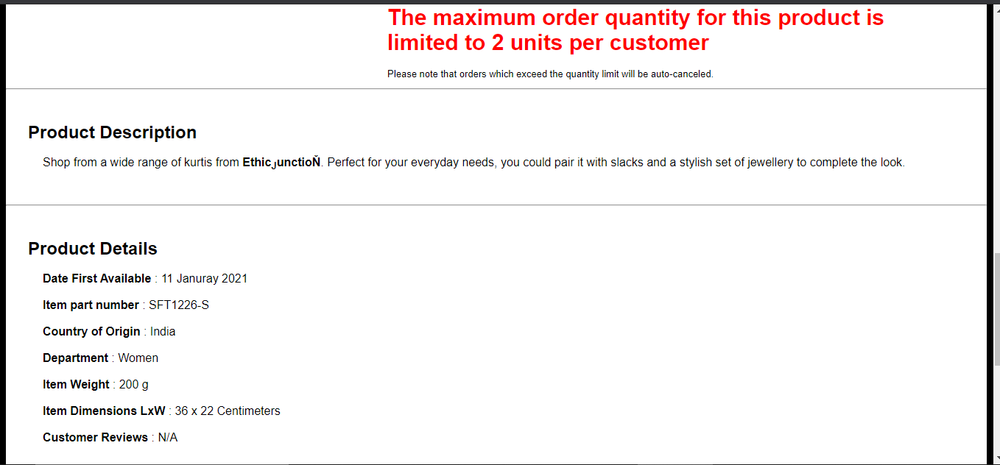 The maximum order quantity for this product is
limited to 2 units per customer
Please note that orders which exceed the quantity limit will be auto-canceled.
Product Description
Shop from a wide range of kurtis from EthicرunctioŇ. Perfect for your everyday needs, you could pair it with slacks and a stylish set of jewellery to complete the look.
Product Details
Date First Available : 11 Januray 2021
Item part number : SFT1226-S
Country of Origin : India
Department : Women
Item Weight : 200 g
Item Dimensions LxW : 36 x 22 Centimeters
Customer Reviews : N/A